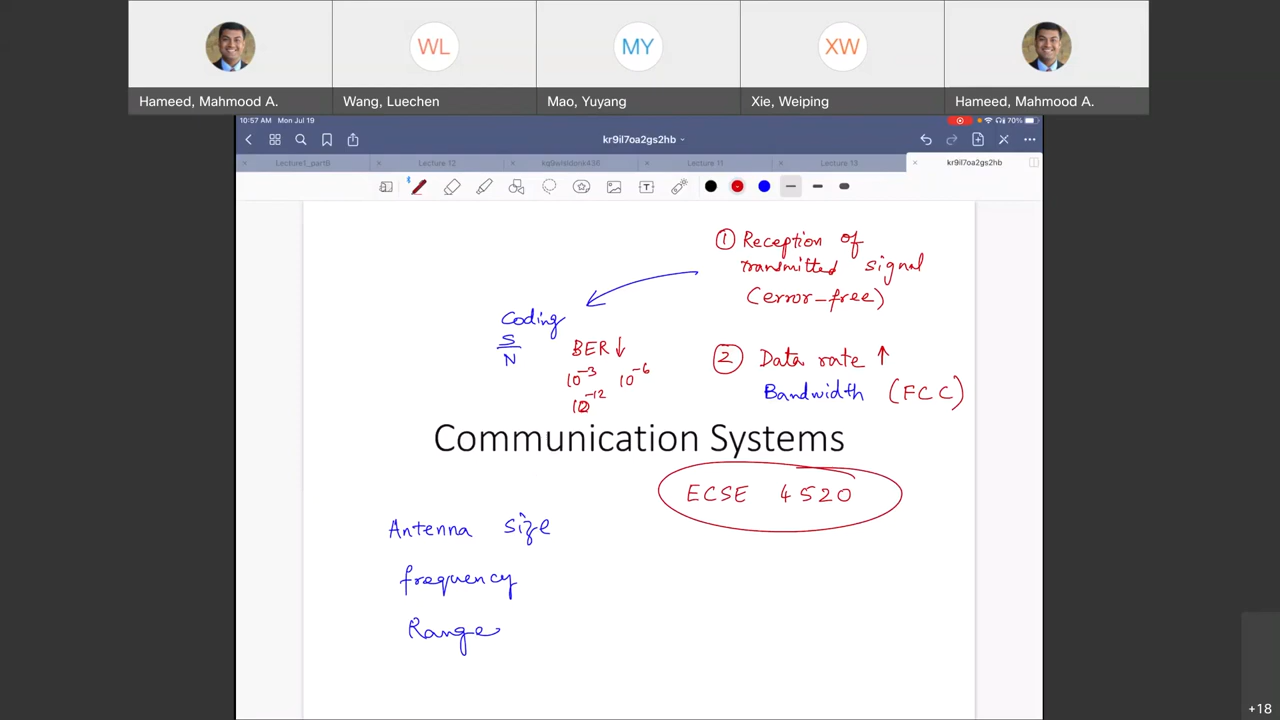 WL
MY
XW
Hameed, Mahmood A.
Wang, Luechen
Mao, Yuyang
Xie, Weiping
Hameed, Mahmood A.
10:57 AM Mon Jul 19
70%
kr9il7oa2gs2hb
Lecture1_partB
Lecture 12
kq9wlsldonk436
Lecture 11
Lecture 13
kr9il7oa2gs2hb
T
① Reception of
transmitted signal
(error-free)
Coding
S
N
BER ↓
10⁻³ 10⁻⁶
10⁻¹²
② Data rate ↑
Bandwidth (FCC)
Communication Systems
ECSE 4520
Antenna size
frequency
Range
+18